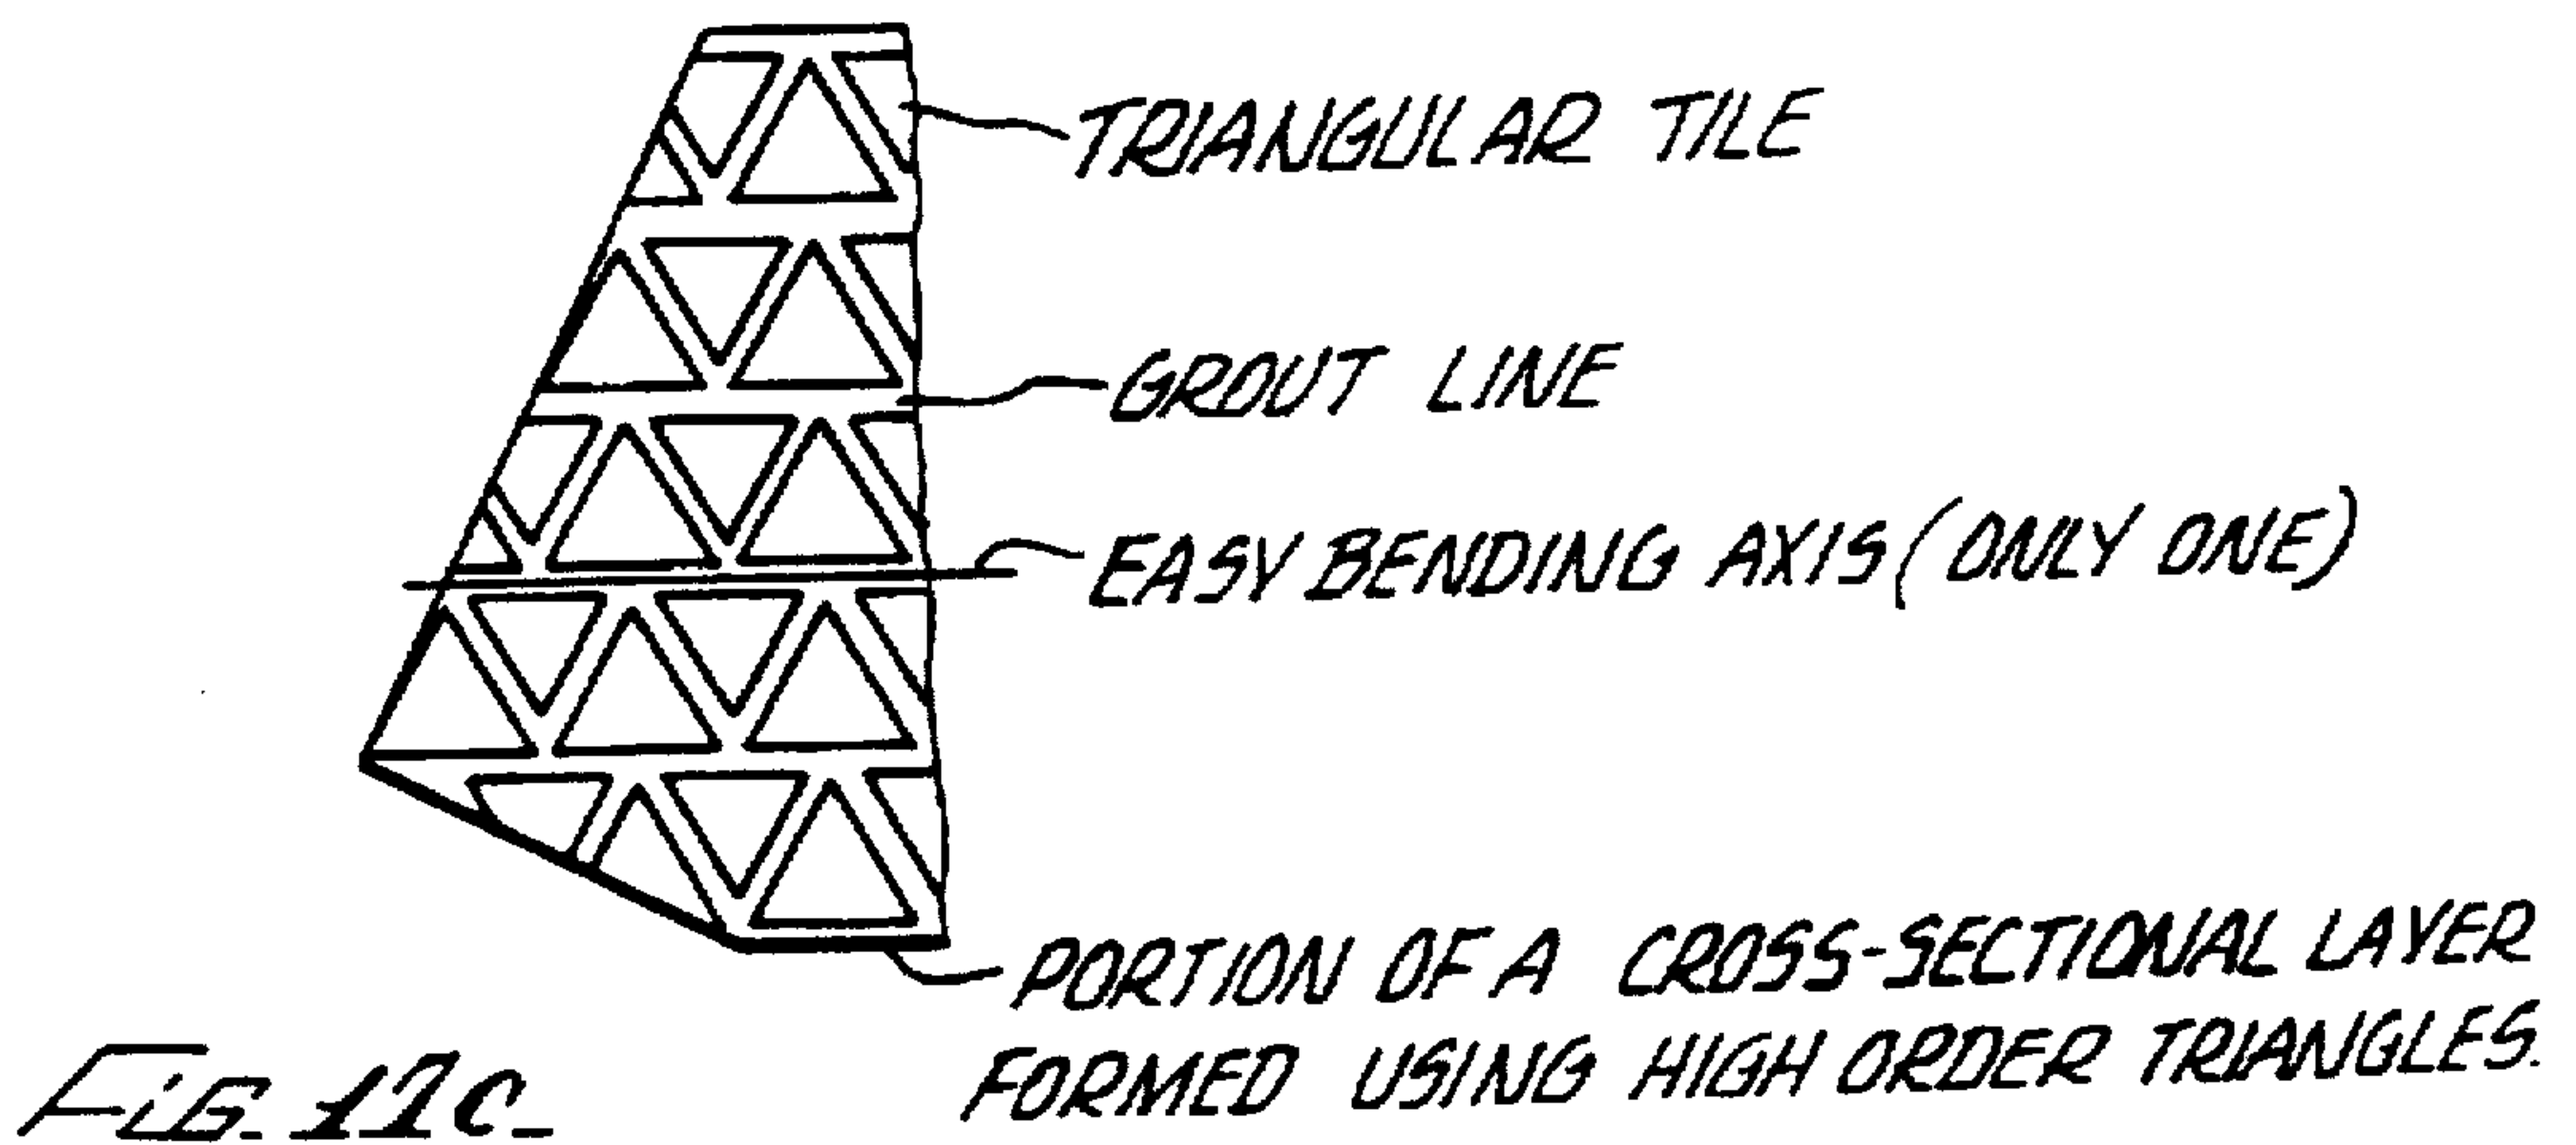 TRIANGULAR TILE
GROUT LINE
EASY BENDING AXIS (ONLY ONE)
PORTION OF A CROSS-SECTIONAL LAYER
FORMED USING HIGH ORDER TRIANGLES.
FIG. 17c